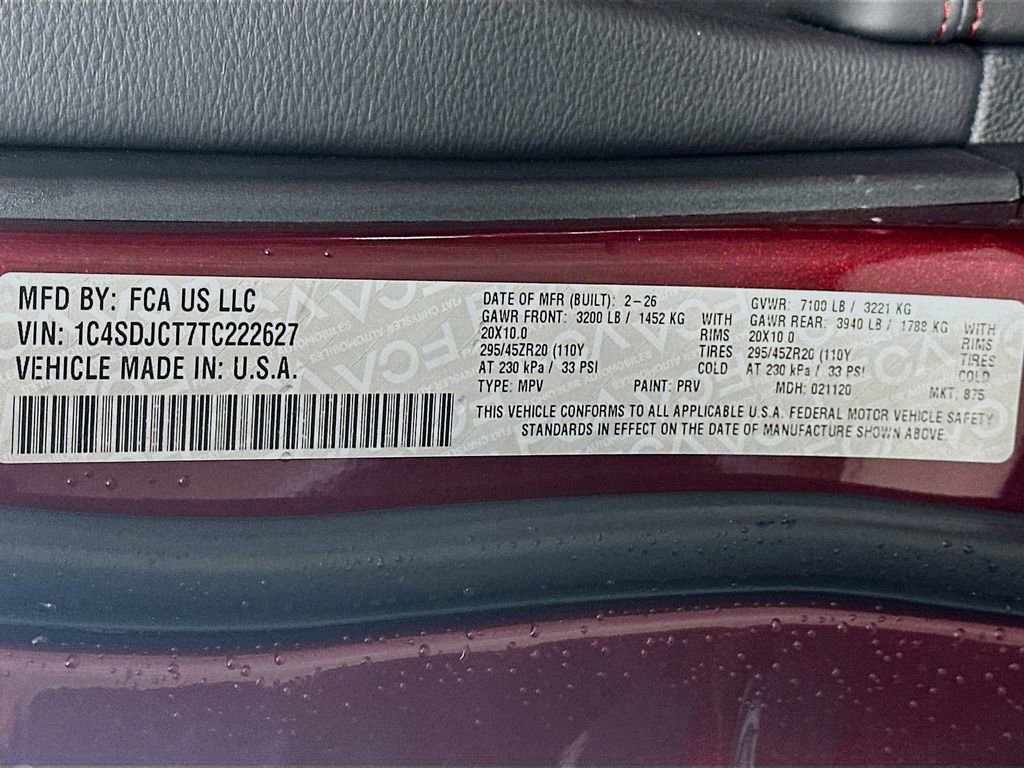 MFD BY: FCA US LLC
VIN: 1C4SDJCT7TC222627
VEHICLE MADE IN: U.S.A.
DATE OF MFR (BUILT): 2-26
GAWR FRONT: 3200 LB / 1452 KG WITH
20X10.0 RIMS
295/45ZR20 (110Y TIRES
AT 230 kPa / 33 PSI COLD
TYPE: MPV PAINT: PRV
GVWR: 7100 LB / 3221 KG
GAWR REAR: 3940 LB / 1788 KG WITH
20X10.0 RIMS
295/45ZR20 (110Y TIRES
AT 230 kPa / 33 PSI COLD
MDH: 021120 MKT: 875
THIS VEHICLE CONFORMS TO ALL APPLICABLE U.S.A. FEDERAL MOTOR VEHICLE SAFETY
STANDARDS IN EFFECT ON THE DATE OF MANUFACTURE SHOWN ABOVE.